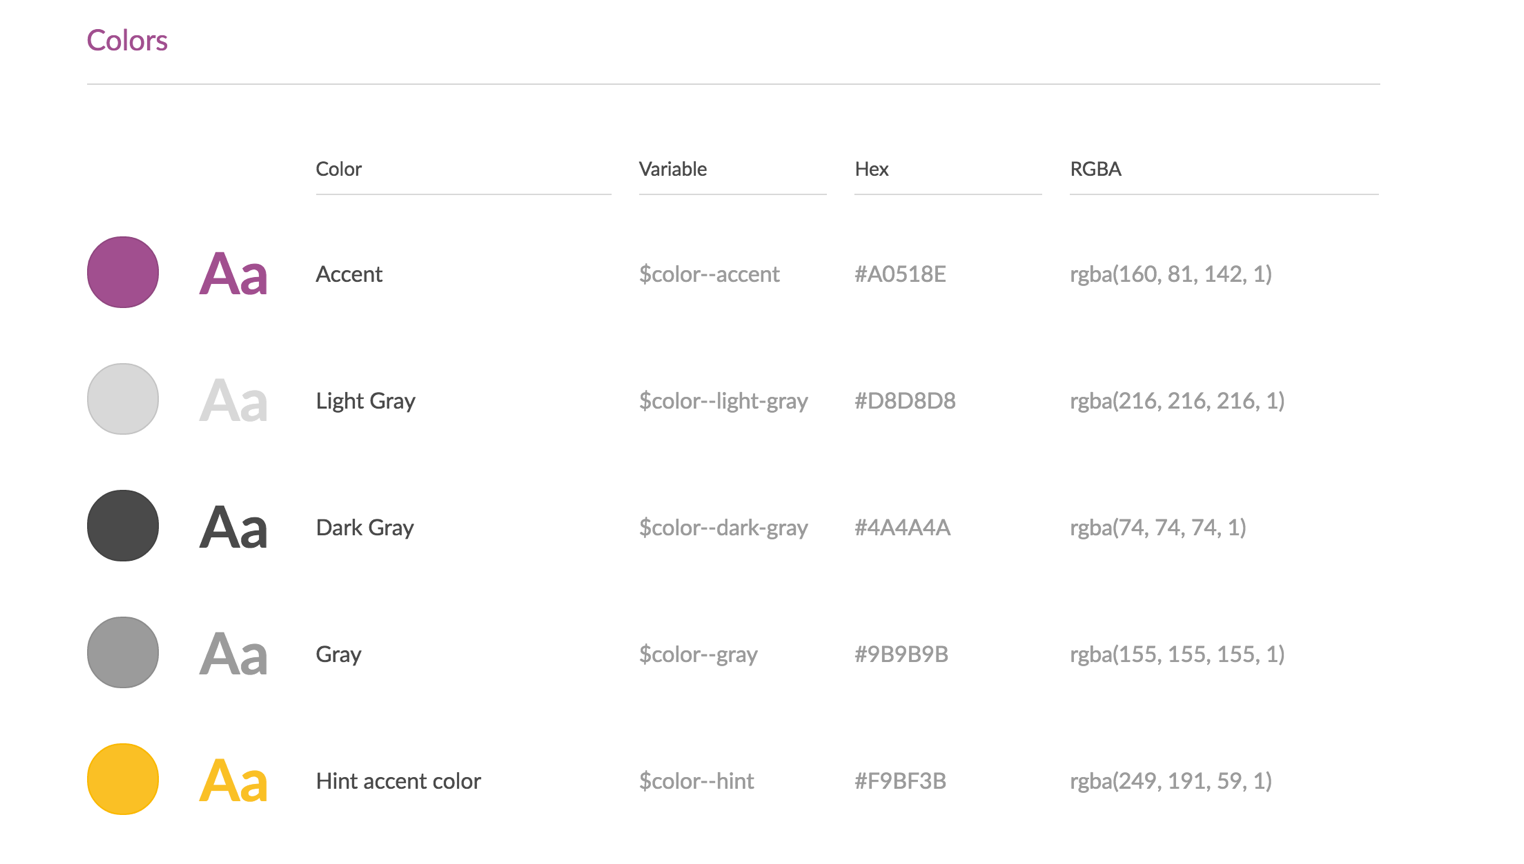 Colors
Color Variable Hex RGBA
Aa Accent $color--accent #A0518E rgba(160, 81, 142, 1)
Aa Light Gray $color--light-gray #D8D8D8 rgba(216, 216, 216, 1)
Aa Dark Gray $color--dark-gray #4A4A4A rgba(74, 74, 74, 1)
Aa Gray $color--gray #9B9B9B rgba(155, 155, 155, 1)
Aa Hint accent color $color--hint #F9BF3B rgba(249, 191, 59, 1)